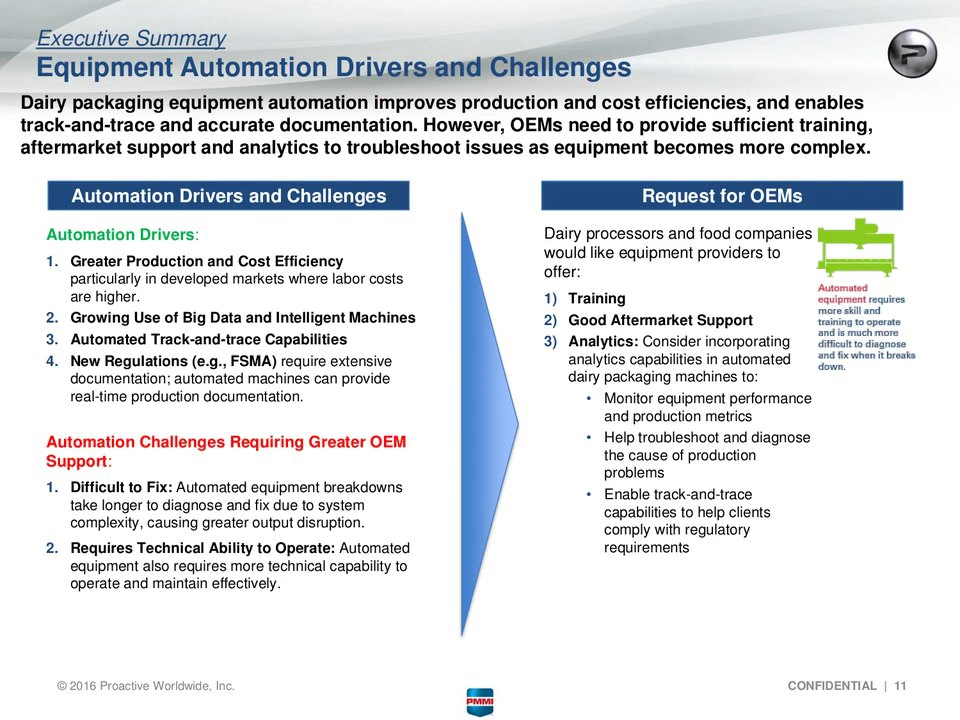 Executive Summary
Equipment Automation Drivers and Challenges
Dairy packaging equipment automation improves production and cost efficiencies, and enables
track-and-trace and accurate documentation. However, OEMs need to provide sufficient training,
aftermarket support and analytics to troubleshoot issues as equipment becomes more complex.
Automation Drivers and Challenges
Automation Drivers:
1. Greater Production and Cost Efficiency
particularly in developed markets where labor costs
are higher.
2. Growing Use of Big Data and Intelligent Machines
3. Automated Track-and-trace Capabilities
4. New Regulations (e.g., FSMA) require extensive
documentation; automated machines can provide
real-time production documentation.
Automation Challenges Requiring Greater OEM
Support:
1. Difficult to Fix: Automated equipment breakdowns
take longer to diagnose and fix due to system
complexity, causing greater output disruption.
2. Requires Technical Ability to Operate: Automated
equipment also requires more technical capability to
operate and maintain effectively.
Request for OEMs
Dairy processors and food companies
would like equipment providers to
offer:
1) Training
2) Good Aftermarket Support
3) Analytics: Consider incorporating
analytics capabilities in automated
dairy packaging machines to:
• Monitor equipment performance
and production metrics
• Help troubleshoot and diagnose
the cause of production
problems
• Enable track-and-trace
capabilities to help clients
comply with regulatory
requirements
Automated
equipment requires
more skill and
training to operate
and is much more
difficult to diagnose
and fix when it breaks
down.
© 2016 Proactive Worldwide, Inc.
PMMI
CONFIDENTIAL | 11